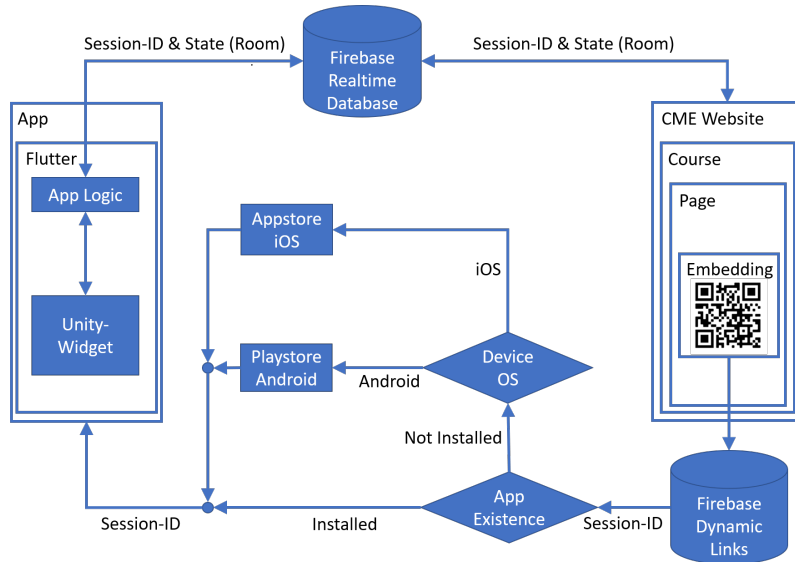 Session-ID & State (Room)
Firebase
Realtime
Database
Session-ID & State (Room)
App
Flutter
App Logic
Unity-
Widget
CME Website
Course
Page
Embedding
Appstore
iOS
iOS
Playstore
Android
Android
Device
OS
Not Installed
App
Existence
Installed
Session-ID
Session-ID
Firebase
Dynamic
Links